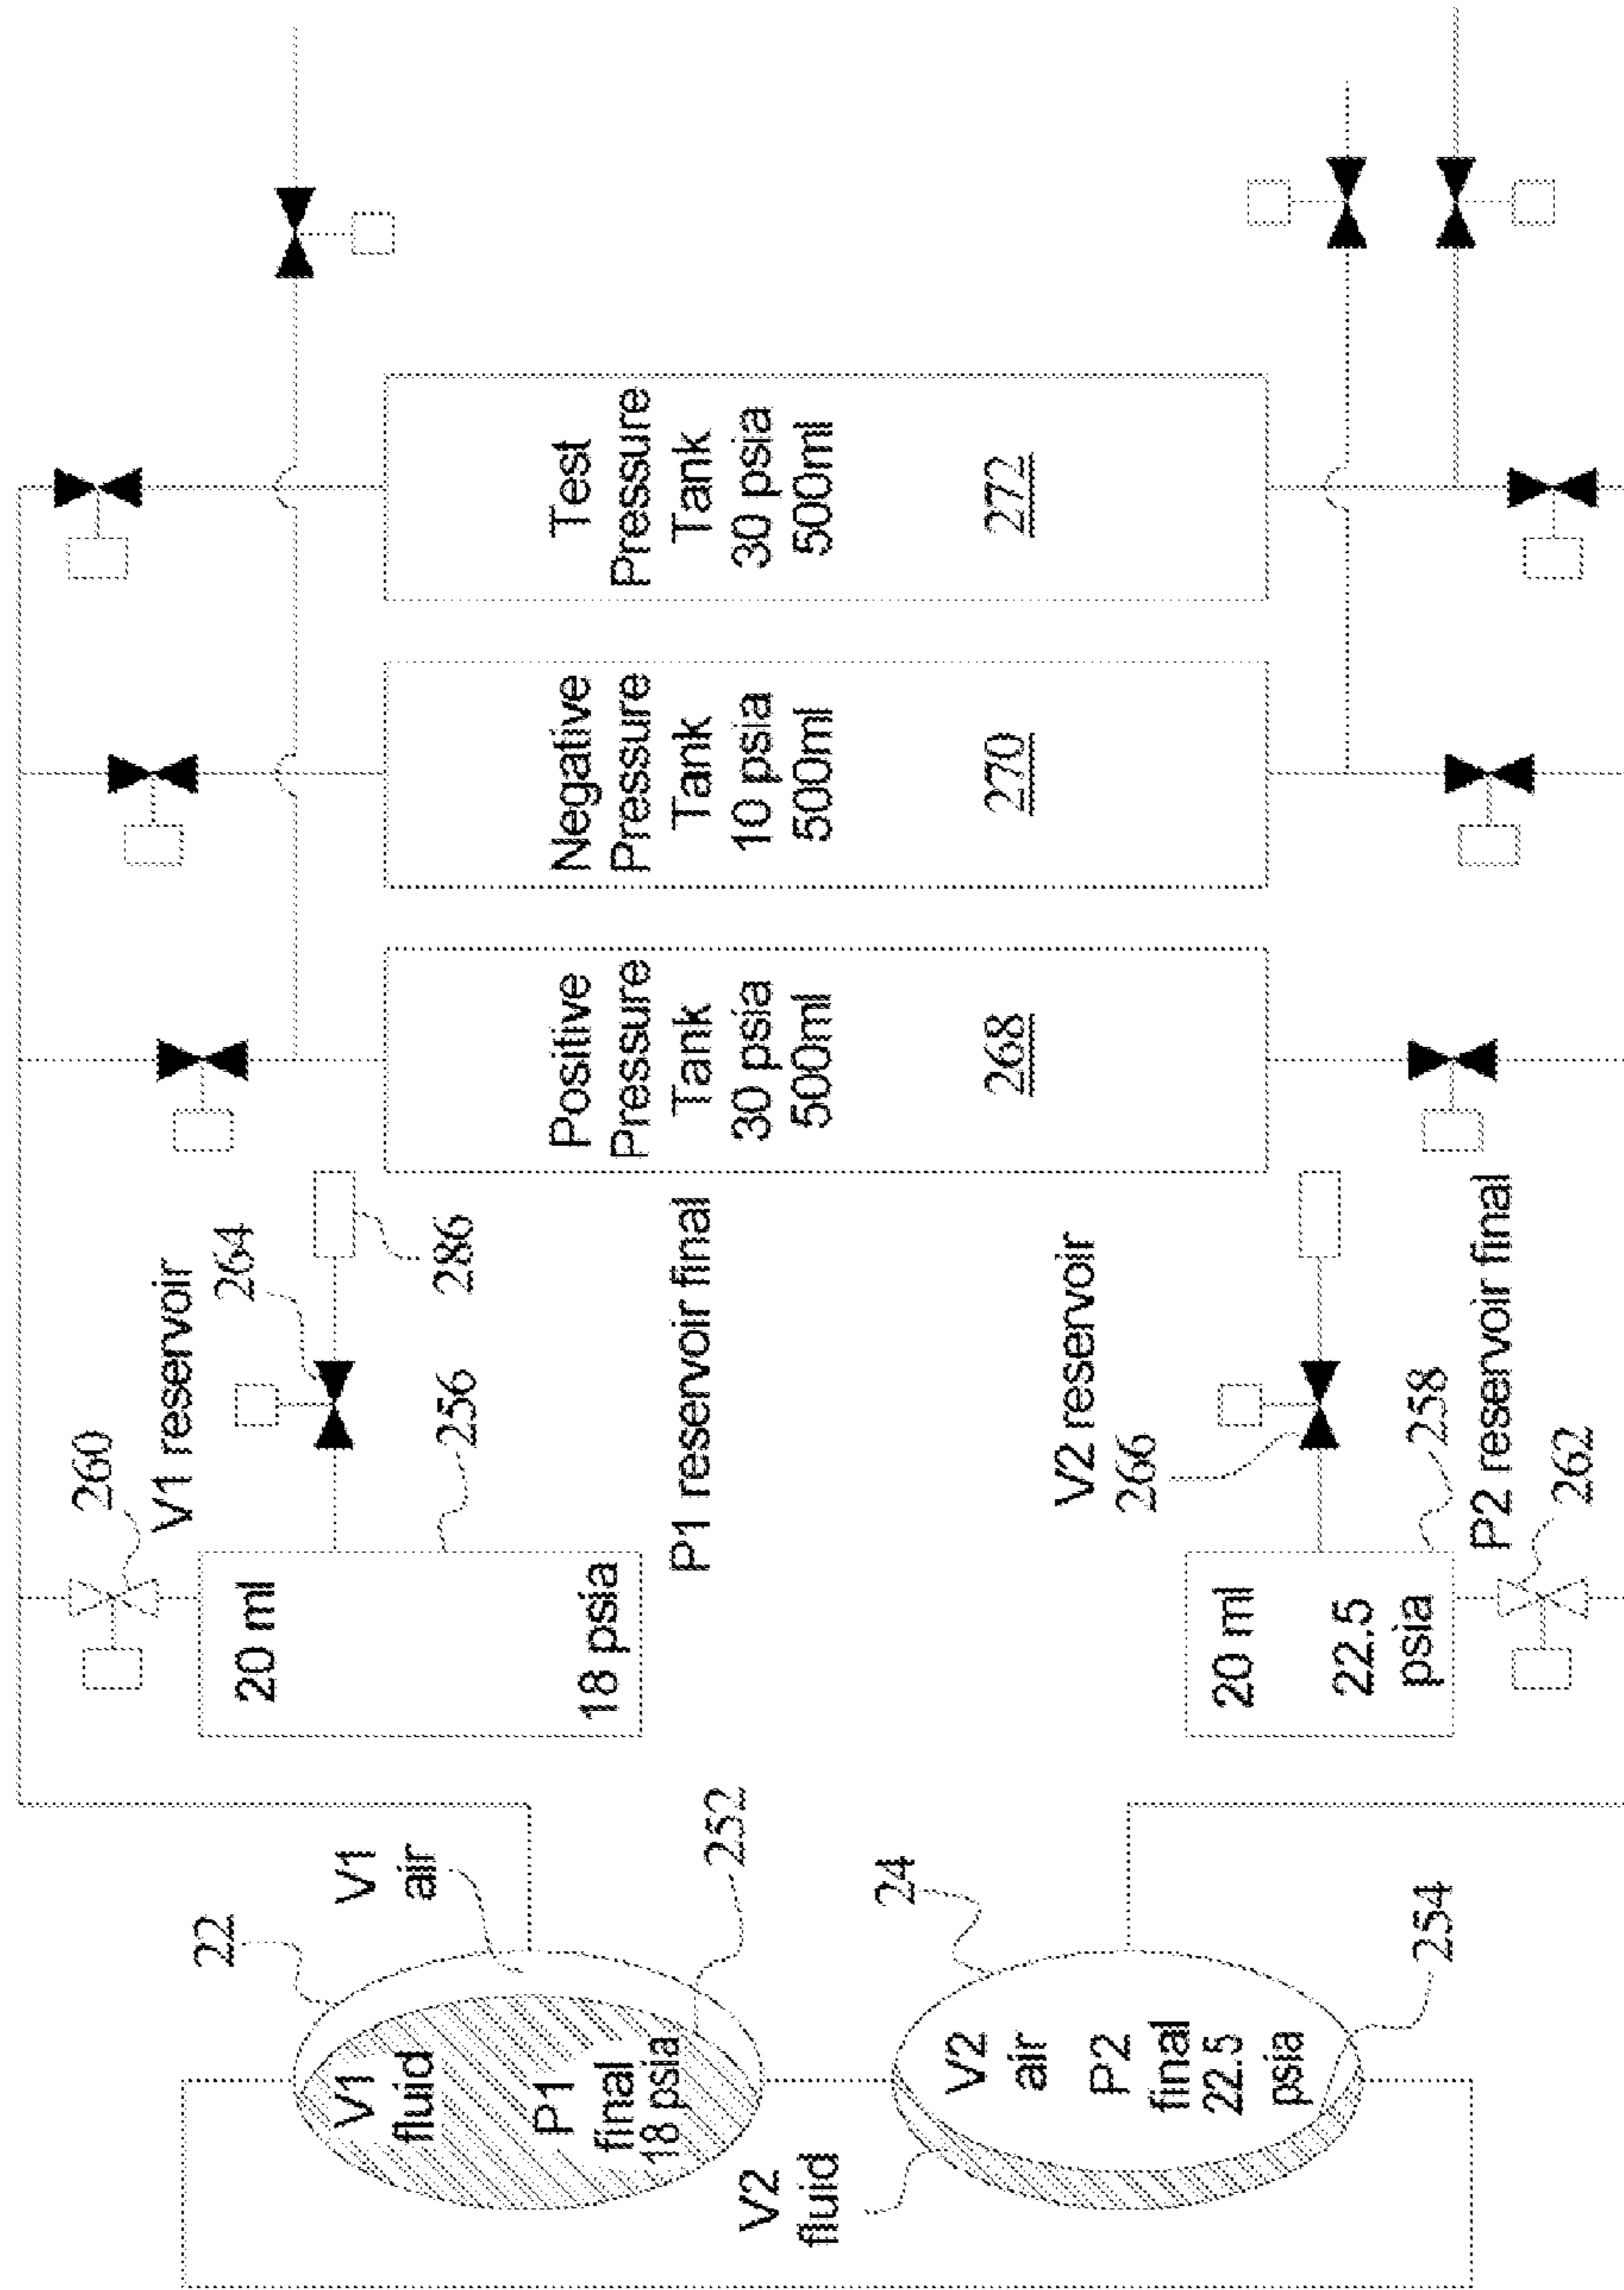 22
V1
air
V1
fluid
P1
final
18 psia
252
V2
fluid
24
V2
air
P2
final
22.5
psia
254
260
V1 reservoir
264
20 ml
18 psia
256
286
P1 reservoir final
V2 reservoir
266
20 ml
22.5
psia
258
P2 reservoir final
262
Positive
Pressure
Tank
30 psia
500ml
268
Negative
Pressure
Tank
10 psia
500ml
270
Test
Pressure
Tank
30 psia
500ml
272